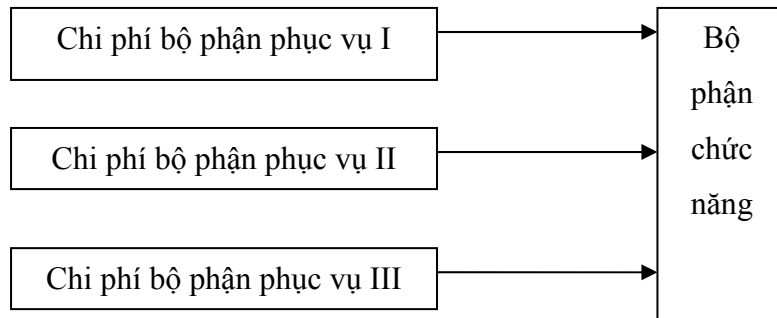 Chi phí bộ phận phục vụ I
Chi phí bộ phận phục vụ II
Chi phí bộ phận phục vụ III
Bộ
phận
chức
năng